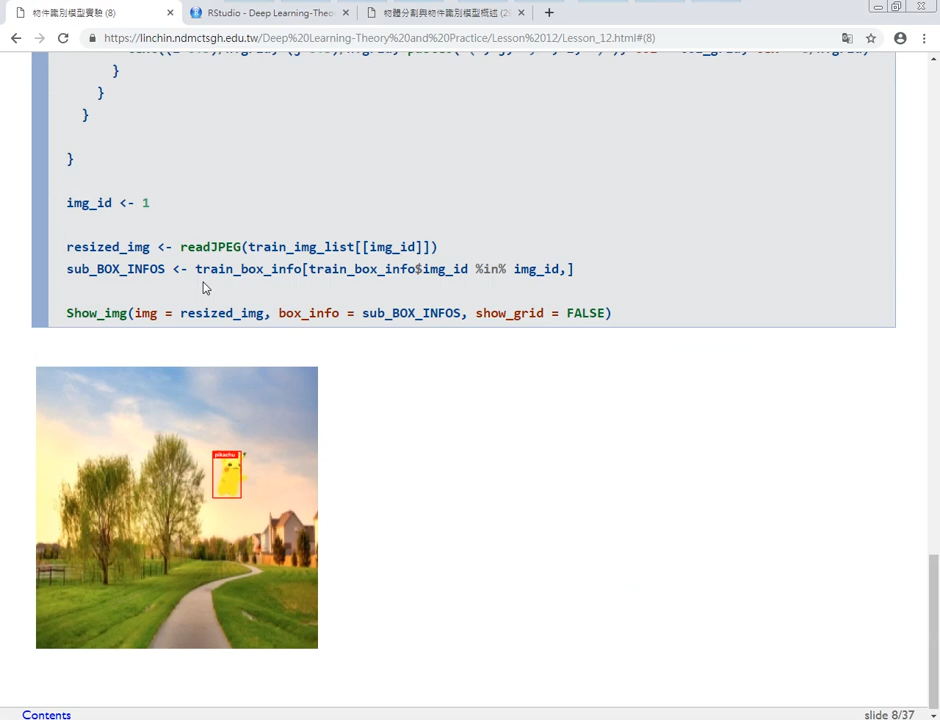 物件識別模型實驗 (8)
RStudio - Deep Learning-Theo
物體分割與物件識別模型概述 (2
https://linchin.ndmctsgh.edu.tw/Deep%20Learning-Theory%20and%20Practice/Lesson%2012/Lesson_12.html#(8)
}
}
}
}
img_id <- 1
resized_img <- readJPEG(train_img_list[[img_id]])
sub_BOX_INFOS <- train_box_info[train_box_info$img_id %in% img_id,]
Show_img(img = resized_img, box_info = sub_BOX_INFOS, show_grid = FALSE)
pikachu
Contents
slide 8/37